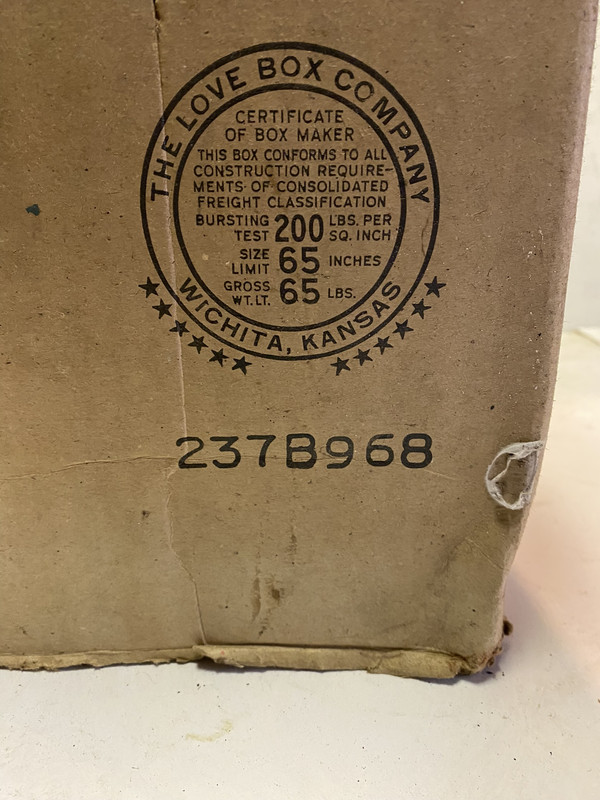 THE LOVE BOX COMPANY
CERTIFICATE
OF BOX MAKER
THIS BOX CONFORMS TO ALL
CONSTRUCTION REQUIRE-
MENTS OF CONSOLIDATED
FREIGHT CLASSIFICATION
BURSTING TEST 200 LBS. PER SQ. INCH
SIZE LIMIT 65 INCHES
GROSS WT. LT. 65 LBS.
WICHITA, KANSAS
237B968